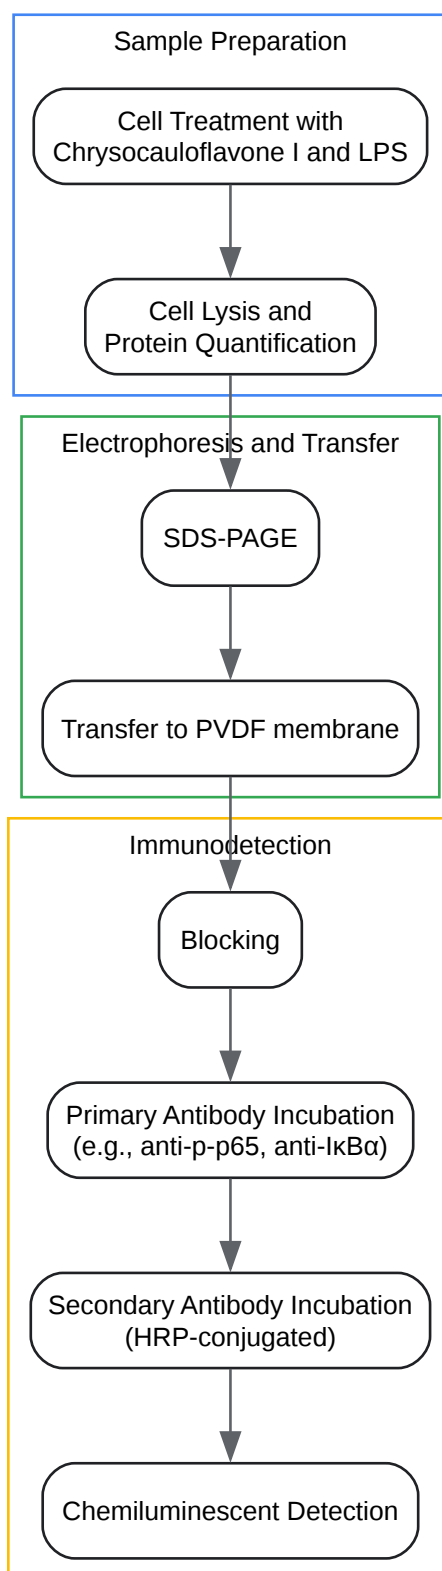 Sample Preparation
Cell Treatment with
Chrysocauloflavone I and LPS
Cell Lysis and
Protein Quantification
Electrophoresis and Transfer
SDS-PAGE
Transfer to PVDF membrane
Immunodetection
Blocking
Primary Antibody Incubation
(e.g., anti-p-p65, anti-IκBα)
Secondary Antibody Incubation
(HRP-conjugated)
Chemiluminescent Detection